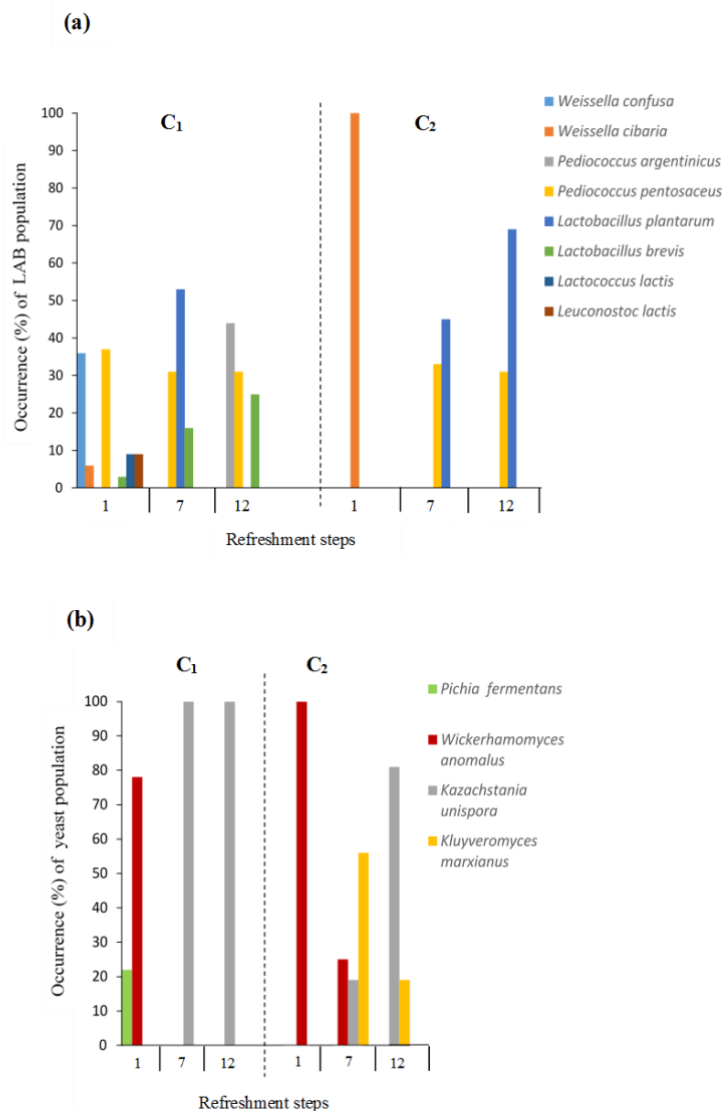 (a)
Occurrence (%) of LAB population
100
90
80
70
60
50
40
30
20
10
0
C₁
C₂
1
7
12
1
7
12
Refreshment steps
Weissella confusa
Weissella cibaria
Pediococcus argentinicus
Pediococcus pentosaceus
Lactobacillus plantarum
Lactobacillus brevis
Lactococcus lactis
Leuconostoc lactis
(b)
Occurrence (%) of yeast population
100
90
80
70
60
50
40
30
20
10
0
C₁
C₂
1
7
12
1
7
12
Refreshment steps
Pichia fermentans
Wickerhamomyces
anomalus
Kazachstania
unispora
Kluyveromyces
marxianus